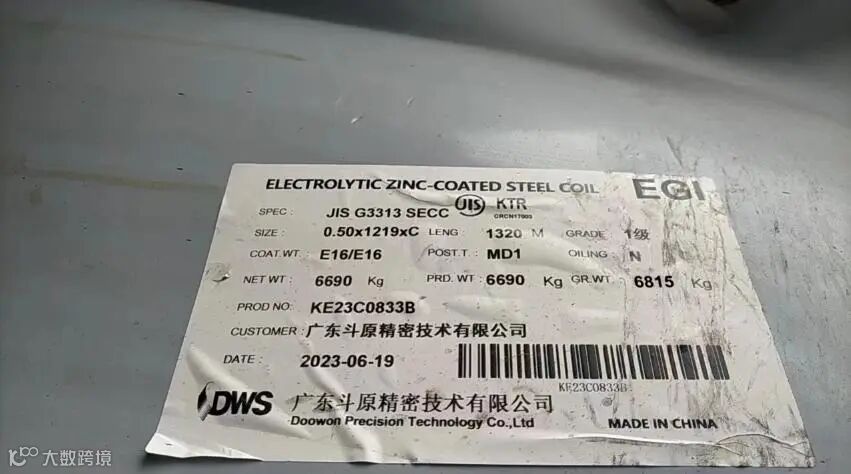 ELECTROLYTIC ZINC-COATED STEEL COIL EGI
SPEC : JIS G3313 SECC JIS KTR
CRCN17003
SIZE : 0.50x1219xC LENG : 1320 M GRADE 1级
COAT.WT. : E16/E16 POST.T. : MD1 OILING : N
NET WT : 6690 Kg PRD. WT : 6690 Kg GR.WT : 6815 Kg
PROD NO. KE23C0833B
CUSTOMER : 广东斗原精密技术有限公司
DATE : 2023-06-19
KE23C0833B
DWS 广东斗原精密技术有限公司
Doowon Precision Technology Co.,Ltd MADE IN CHINA
大数跨境